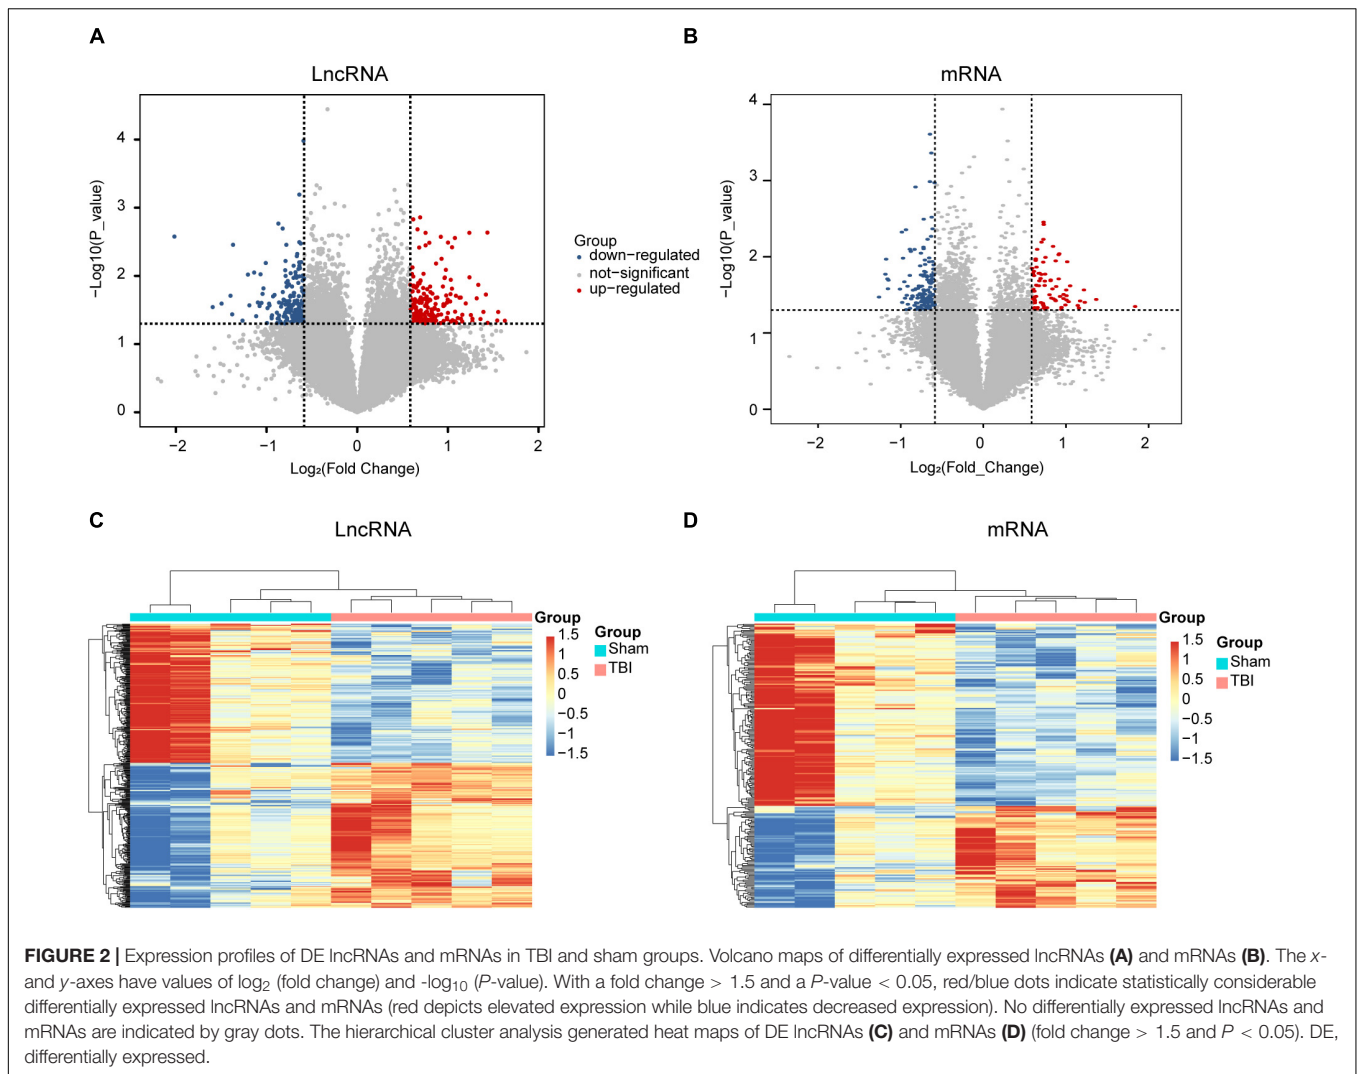 A
LncRNA
−Log10(P_value)
4
3
2
1
0
−2
−1
0
1
2
Log₂(Fold Change)
Group
down−regulated
not−significant
up−regulated
B
mRNA
−Log10(P_value)
4
3
2
1
0
−2
−1
0
1
2
Log₂(Fold_Change)
C
LncRNA
Group
1.5
1
0.5
0
−0.5
−1
−1.5
Group
Sham
TBI
D
mRNA
Group
1.5
1
0.5
0
−0.5
−1
−1.5
Group
Sham
TBI
FIGURE 2 | Expression profiles of DE lncRNAs and mRNAs in TBI and sham groups. Volcano maps of differentially expressed lncRNAs (A) and mRNAs (B). The x-
and y-axes have values of log₂ (fold change) and -log₁₀ (P-value). With a fold change > 1.5 and a P-value < 0.05, red/blue dots indicate statistically considerable
differentially expressed lncRNAs and mRNAs (red depicts elevated expression while blue indicates decreased expression). No differentially expressed lncRNAs and
mRNAs are indicated by gray dots. The hierarchical cluster analysis generated heat maps of DE lncRNAs (C) and mRNAs (D) (fold change > 1.5 and P < 0.05). DE,
differentially expressed.